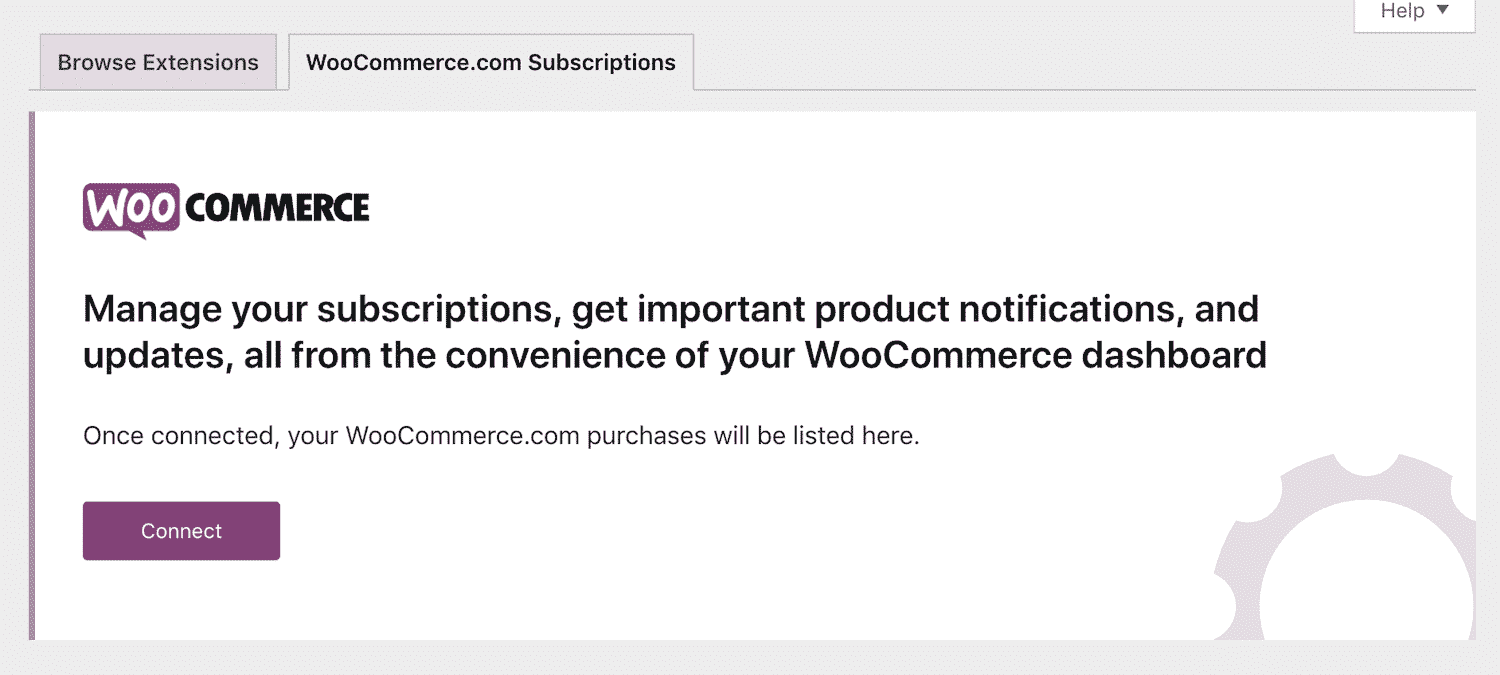 Help
Browse Extensions
WooCommerce.com Subscriptions
WOO COMMERCE
Manage your subscriptions, get important product notifications, and
updates, all from the convenience of your WooCommerce dashboard
Once connected, your WooCommerce.com purchases will be listed here.
Connect